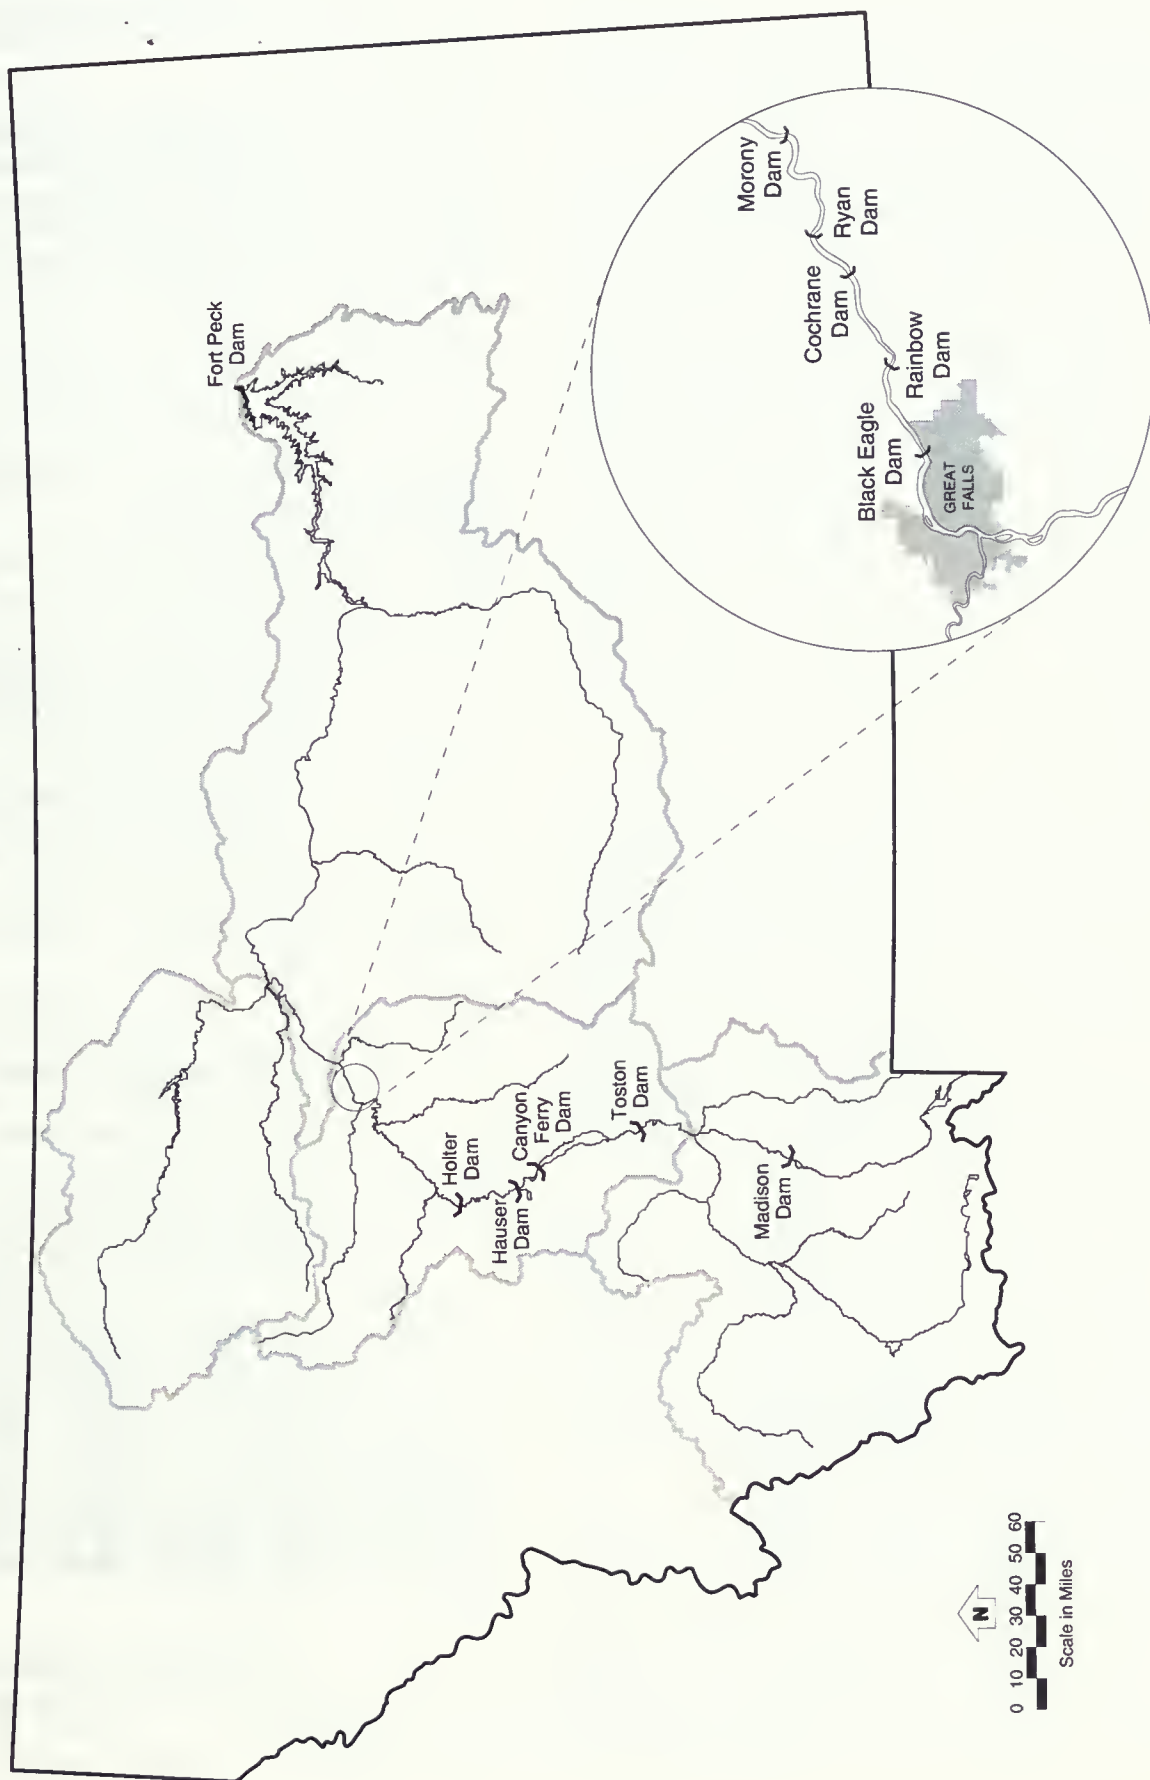 Fort Peck
Dam
Morony
Dam
Ryan
Dam
Cochrane
Dam
Rainbow
Dam
Black Eagle
Dam
GREAT
FALLS
Holter
Dam
Hauser
Dam
Canyon
Ferry
Dam
Toston
Dam
Madison
Dam
N
0 10 20 30 40 50 60
Scale in Miles